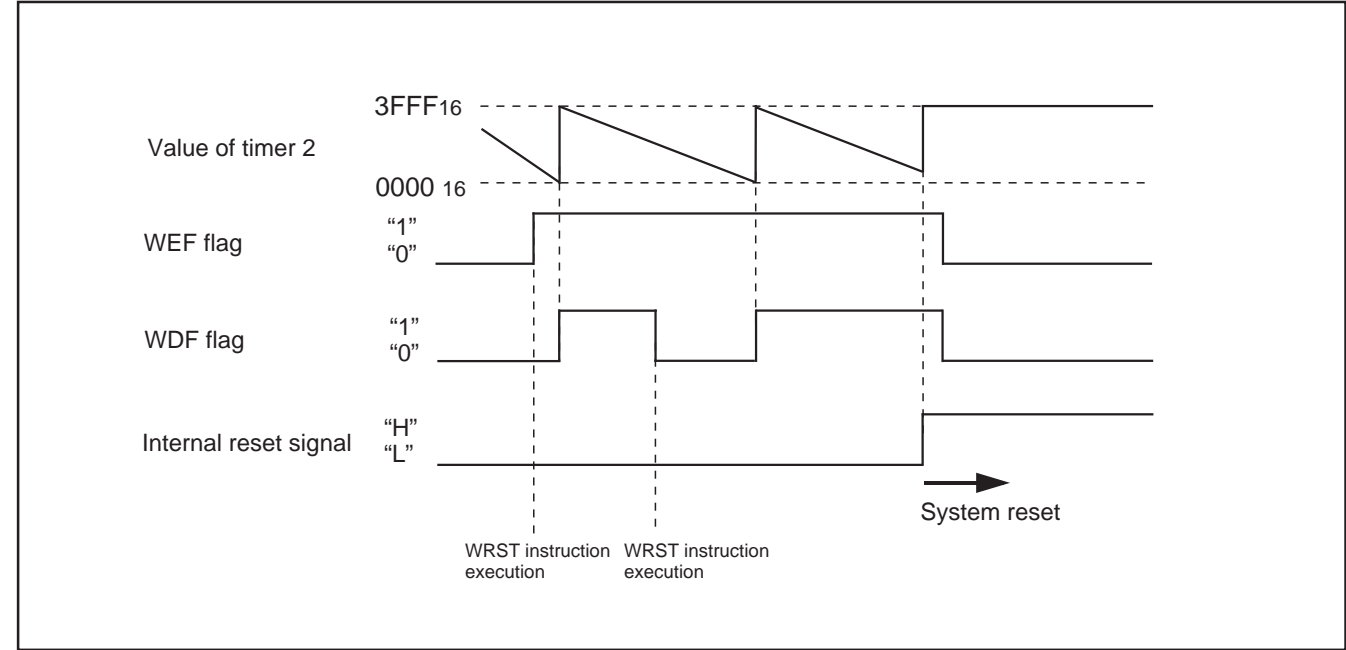 3FFF16
Value of timer 2
0000 16
WEF flag
“1”
“0”
WDF flag
“1”
“0”
Internal reset signal
“H”
“L”
System reset
WRST instruction
execution
WRST instruction
execution